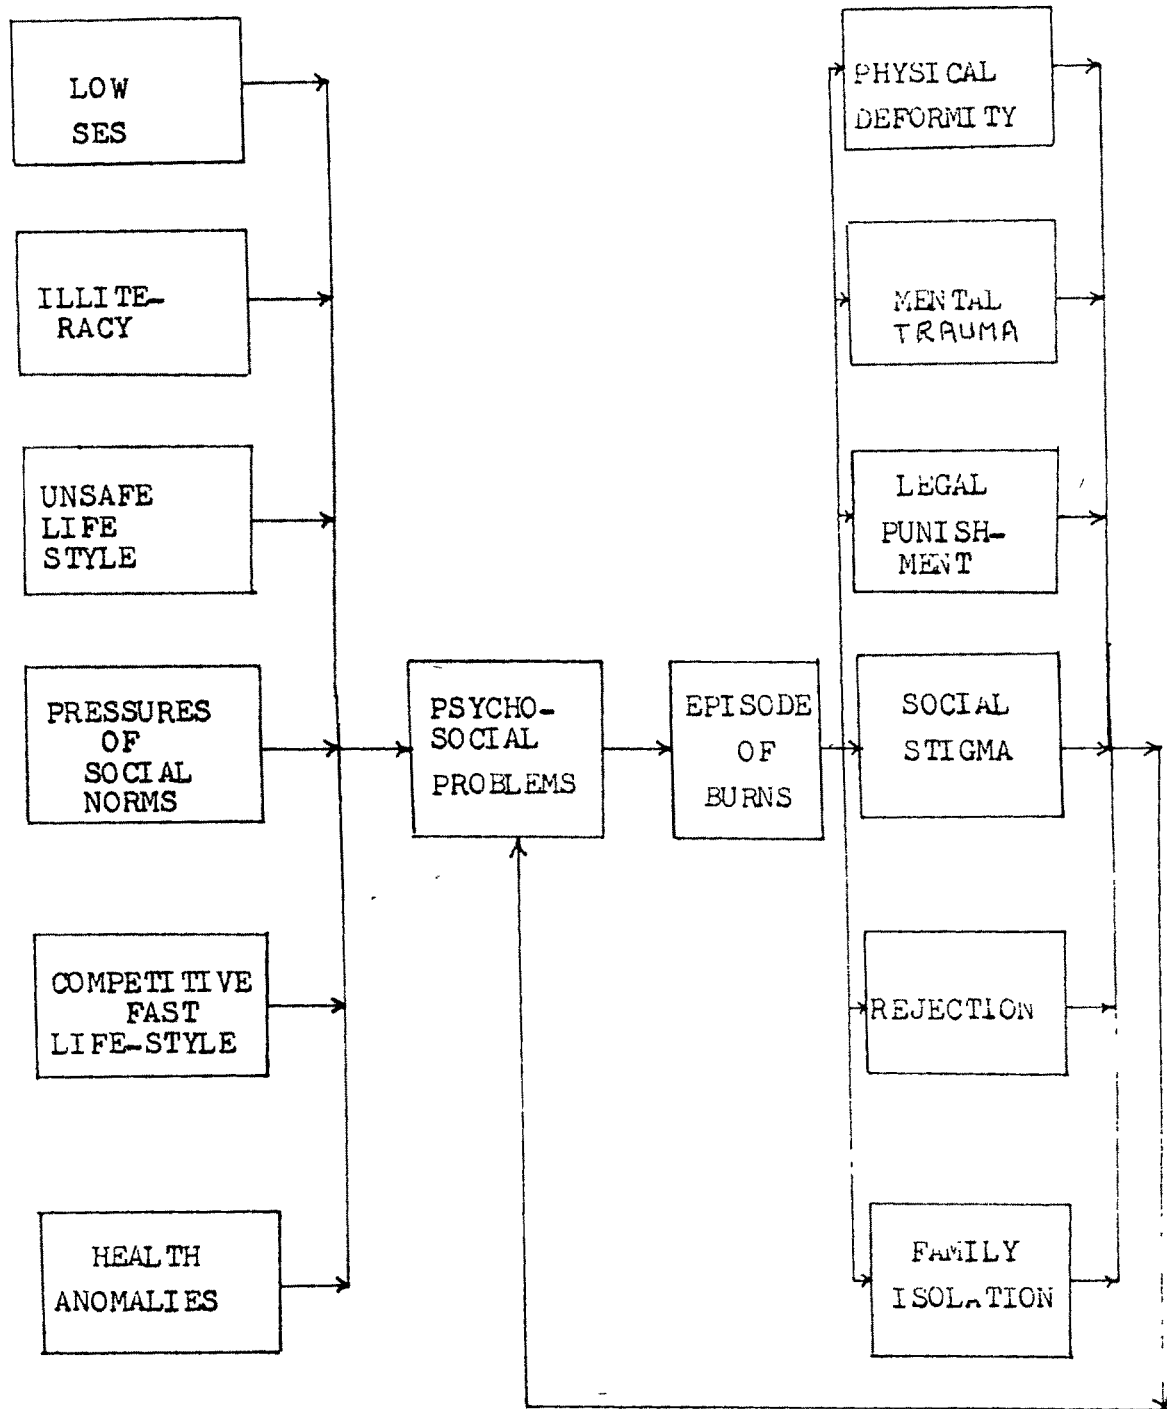 LOW
SES
ILLITE-
RACY
UNSAFE
LIFE
STYLE
PRESSURES
OF
SOCIAL
NORMS
COMPETITIVE
FAST
LIFE-STYLE
HEALTH
ANOMALIES
PSYCHO-
SOCIAL
PROBLEMS
EPISODE
OF
BURNS
PHYSICAL
DEFORMITY
MENTAL
TRAUMA
LEGAL
PUNISH-
MENT
SOCIAL
STIGMA
REJECTION
FAMILY
ISOLATION